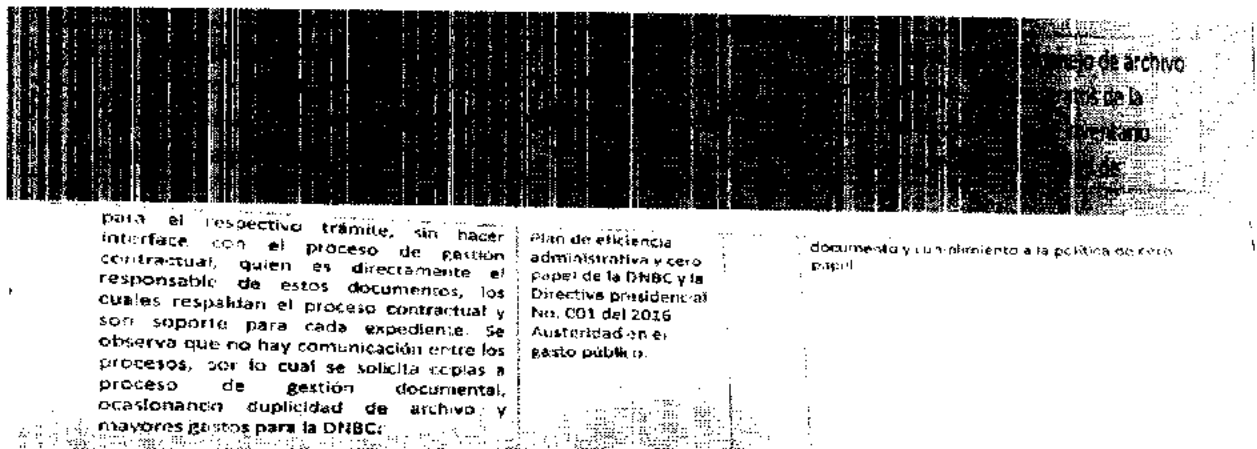 de archivo
de la
de
para el respectivo trámite, sin hacer
interface con el proceso de gestión
contractual, quien es directamente el
responsable de estos documentos, los
cuales respaldan el proceso contractual y
son soporte para cada expediente. Se
observa que no hay comunicación entre los
procesos, por lo cual se solicita copias a
proceso de gestión documental,
ocasionando duplicidad de archivo y
mayores gastos para la DNBC.
Plan de eficiencia
administrativa y cero
papel de la DNBC y la
Directiva presidencial
No. 001 del 2016
Austeridad en el
gasto público.
documento y cumplimiento a la política de cero
papel